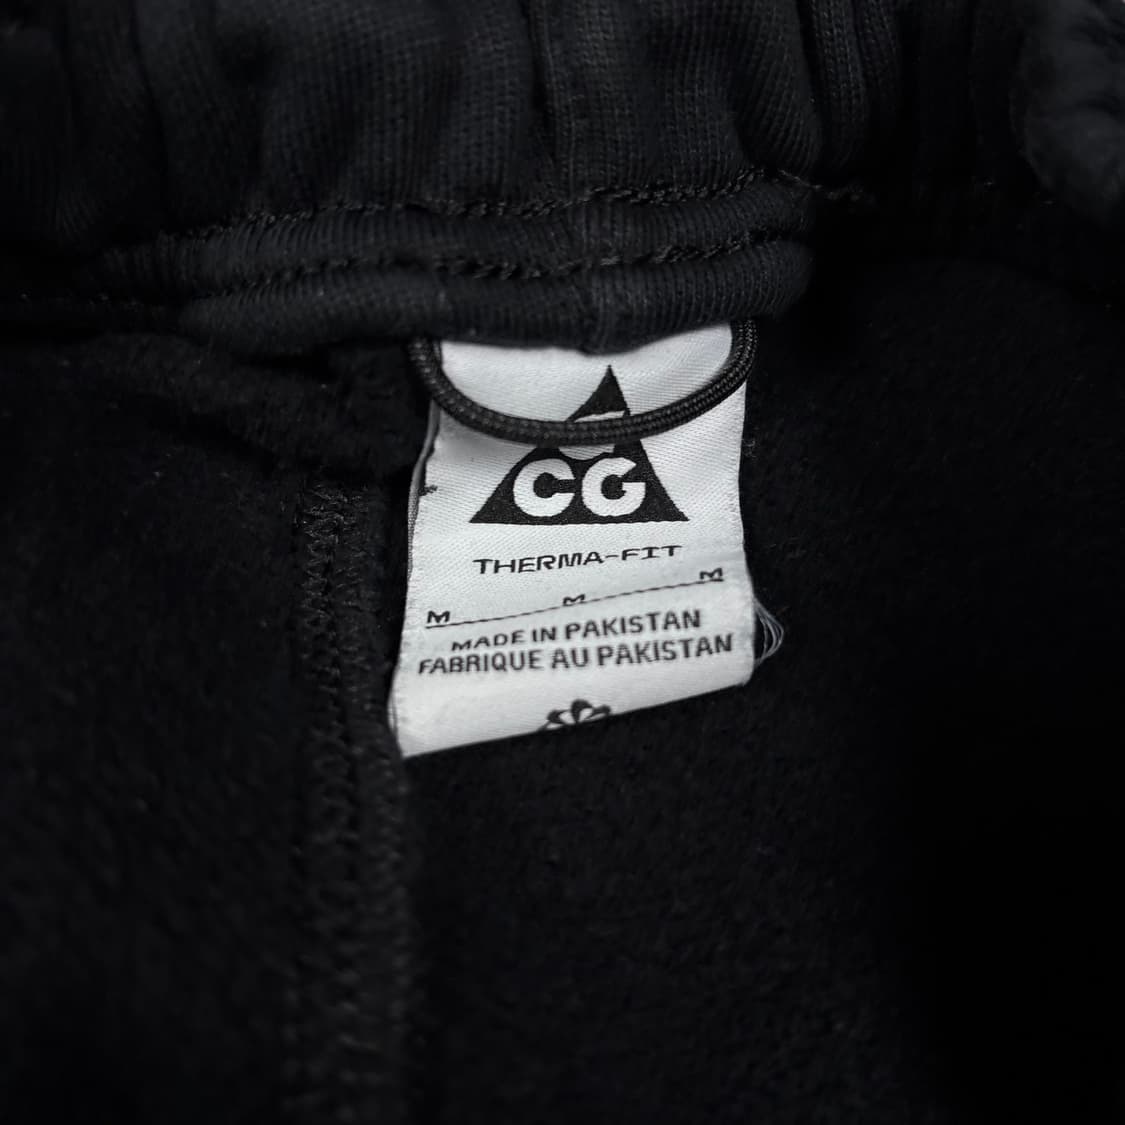 CG
THERMA-FIT
M M M
MADE IN PAKISTAN
FABRIQUE AU PAKISTAN